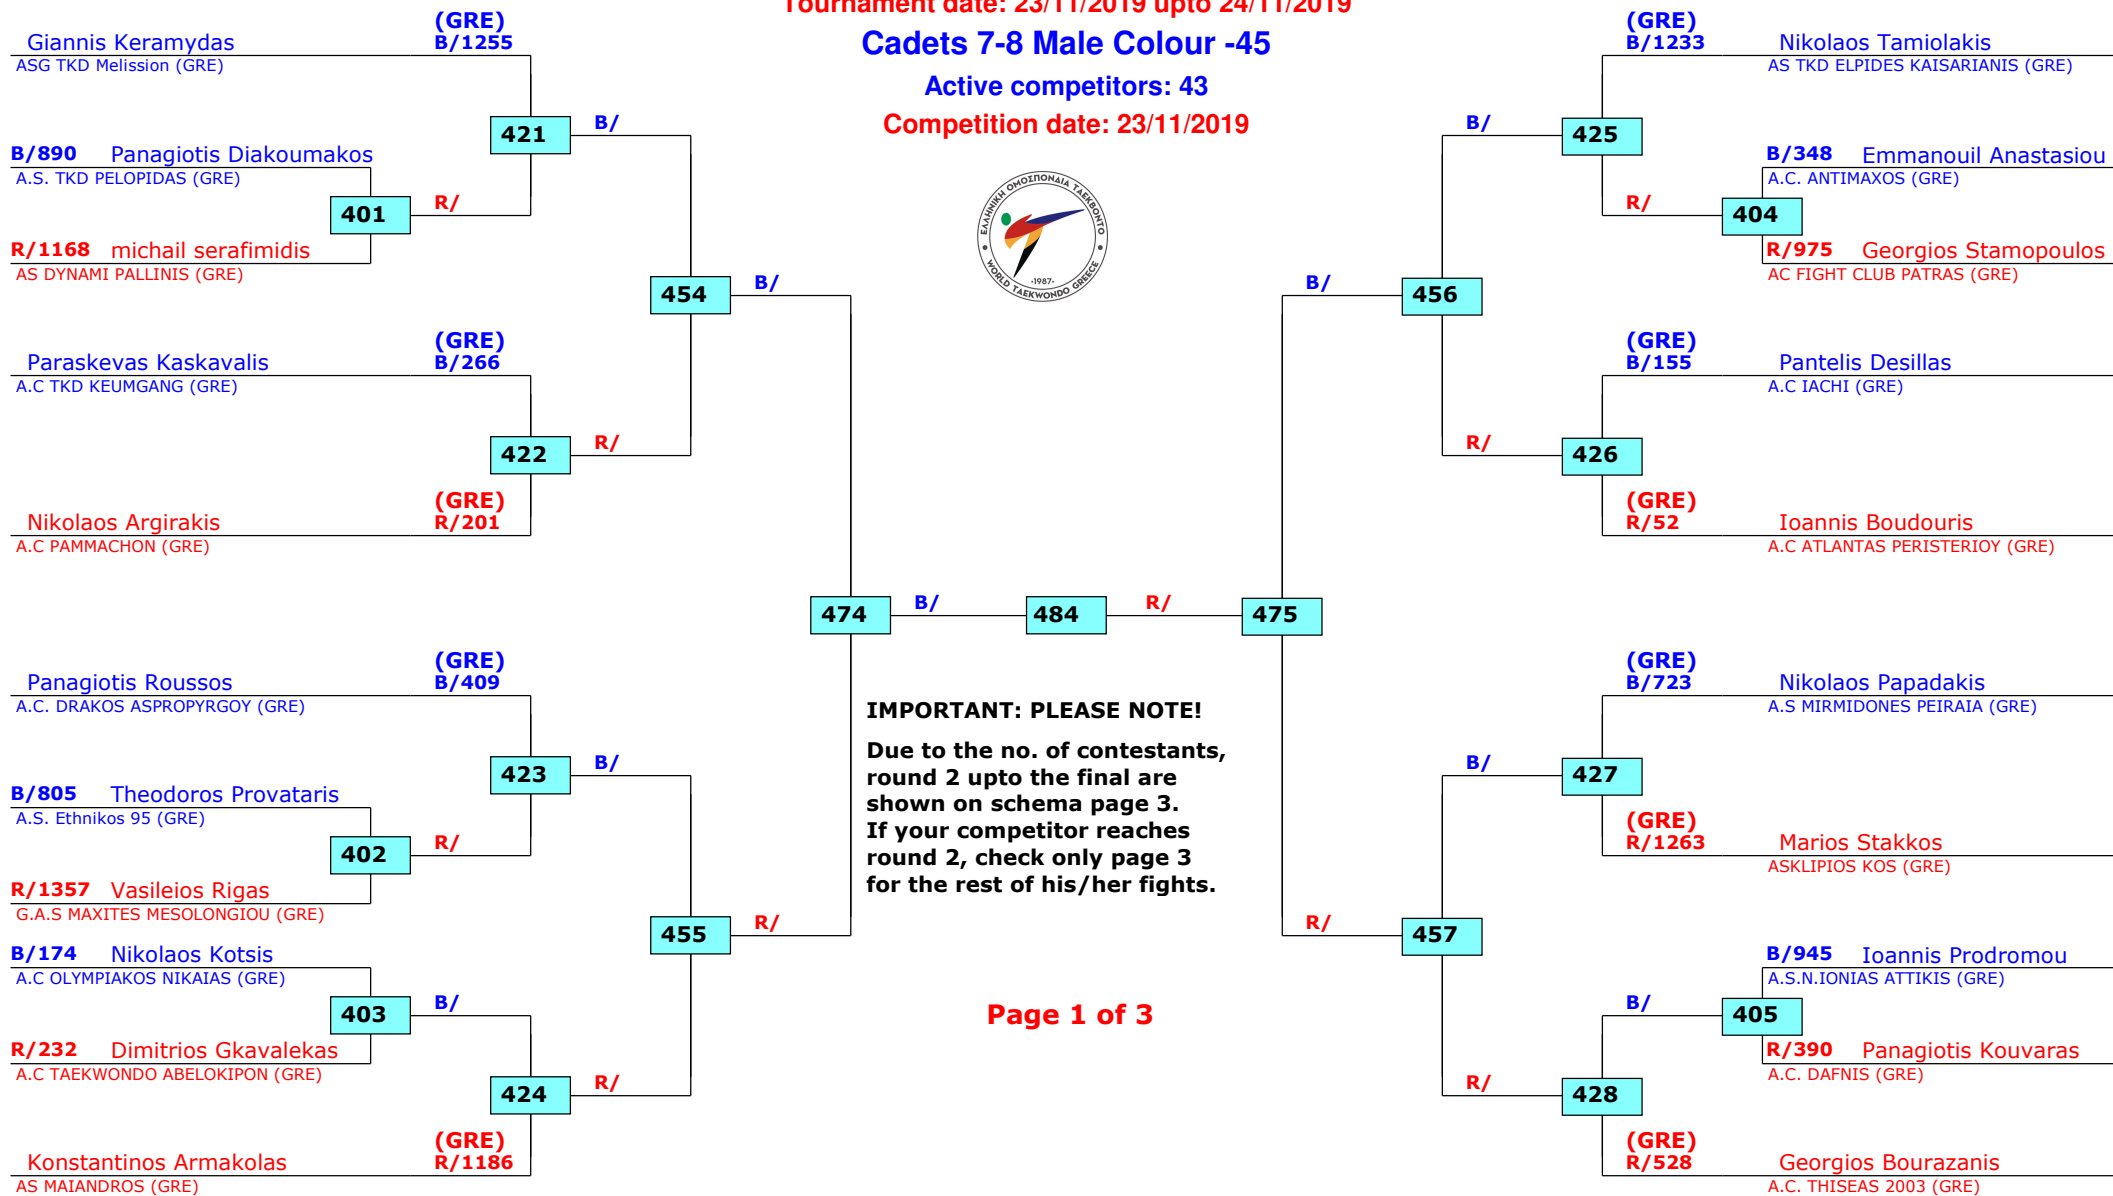 Tournament date: 23/11/2019 upto 24/11/2019
Cadets 7-8 Male Colour -45
Active competitors: 43
Competition date: 23/11/2019
ΕΛΛΗΝΙΚΗ ΟΜΟΣΠΟΝΔΙΑ ΤΑΕΚΒΟΝΤΟ
·1987·
WORLD TAEKWONDO GREECE
(GRE)
Giannis Keramydas B/1255
ASG TKD Melission (GRE)
421 B/
B/890 Panagiotis Diakoumakos
A.S. TKD PELOPIDAS (GRE)
401 R/
R/1168 michail serafimidis
AS DYNAMI PALLINIS (GRE)
454 B/
(GRE)
Paraskevas Kaskavalis B/266
A.C TKD KEUMGANG (GRE)
422 R/
(GRE)
Nikolaos Argirakis R/201
A.C PAMMACHON (GRE)
474 B/ 484 R/ 475
(GRE)
Panagiotis Roussos B/409
A.C. DRAKOS ASPROPYRGOY (GRE)
423 B/
B/805 Theodoros Provataris
A.S. Ethnikos 95 (GRE)
402 R/
R/1357 Vasileios Rigas
G.A.S MAXITES MESOLONGIOU (GRE)
455 R/
B/174 Nikolaos Kotsis
A.C OLYMPIAKOS NIKAIAS (GRE)
403 B/
R/232 Dimitrios Gkavalekas
A.C TAEKWONDO ABELOKIPON (GRE)
424 R/
(GRE)
Konstantinos Armakolas R/1186
AS MAIANDROS (GRE)
IMPORTANT: PLEASE NOTE!
Due to the no. of contestants,
round 2 upto the final are
shown on schema page 3.
If your competitor reaches
round 2, check only page 3
for the rest of his/her fights.
Page 1 of 3
(GRE)
B/1233 Nikolaos Tamiolakis
AS TKD ELPIDES KAISARIANIS (GRE)
B/ 425
B/348 Emmanouil Anastasiou
A.C. ANTIMAXOS (GRE)
R/ 404
R/975 Georgios Stamopoulos
AC FIGHT CLUB PATRAS (GRE)
B/ 456
(GRE)
B/155 Pantelis Desillas
A.C IACHI (GRE)
R/ 426
(GRE)
R/52 Ioannis Boudouris
A.C ATLANTAS PERISTERIOY (GRE)
(GRE)
B/723 Nikolaos Papadakis
A.S MIRMIDONES PEIRAIA (GRE)
B/ 427
(GRE)
R/1263 Marios Stakkos
ASKLIPIOS KOS (GRE)
R/ 457
B/945 Ioannis Prodromou
A.S.N.IONIAS ATTIKIS (GRE)
B/ 405
R/390 Panagiotis Kouvaras
A.C. DAFNIS (GRE)
R/ 428
(GRE)
R/528 Georgios Bourazanis
A.C. THISEAS 2003 (GRE)